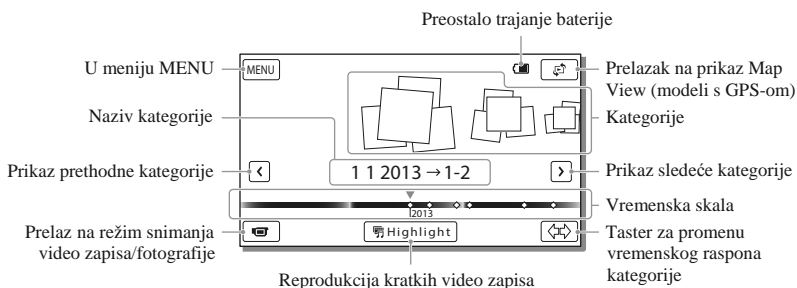 Preostalo trajanje baterije
U meniju MENU
MENU
Prelazak na prikaz Map
View (modeli s GPS-om)
Naziv kategorije
Kategorije
Prikaz prethodne kategorije
1 1 2013 → 1-2
Prikaz sledeće kategorije
2013
Vremenska skala
Prelaz na režim snimanja
video zapisa/fotografije
Highlight
Taster za promenu
vremenskog raspona
kategorije
Reprodukcija kratkih video zapisa